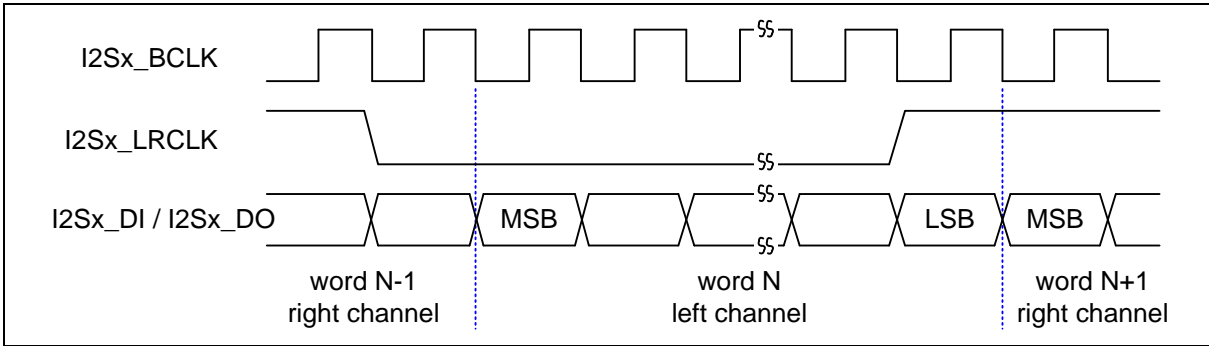 I2Sx_BCLK
I2Sx_LRCLK
I2Sx_DI / I2Sx_DO
MSB
LSB
MSB
word N-1
right channel
word N
left channel
word N+1
right channel